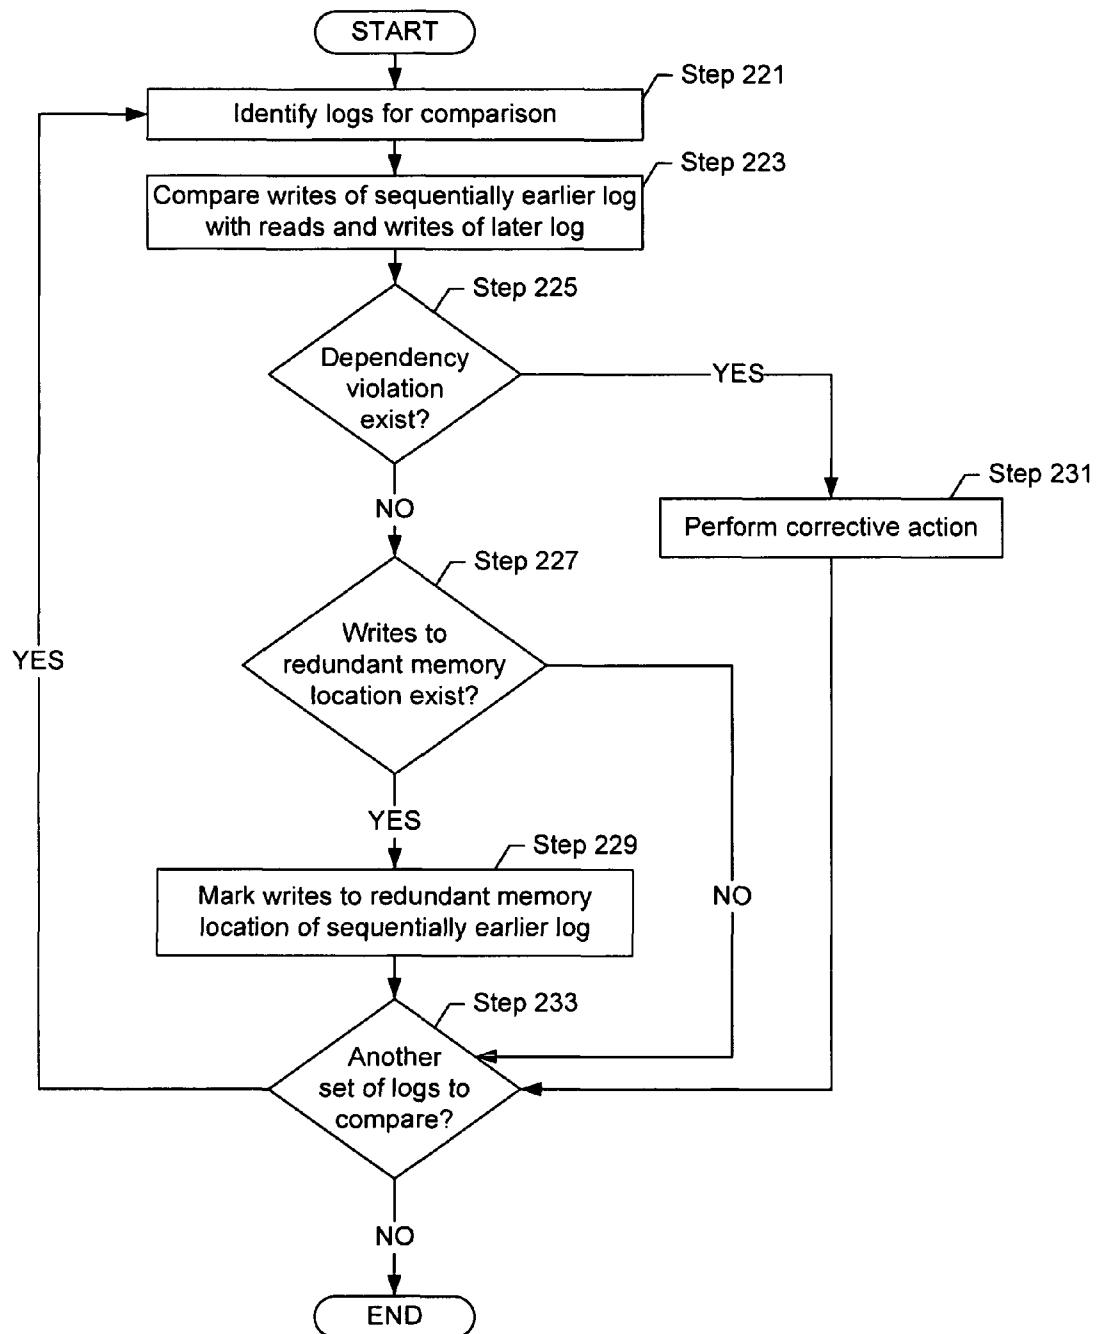 START
Step 221
Identify logs for comparison
Step 223
Compare writes of sequentially earlier log
with reads and writes of later log
Step 225
Dependency
violation
exist?
YES
Step 231
Perform corrective action
NO
Step 227
Writes to
redundant memory
location exist?
YES
YES
Step 229
Mark writes to redundant memory
location of sequentially earlier log
NO
Step 233
Another
set of logs to
compare?
NO
END